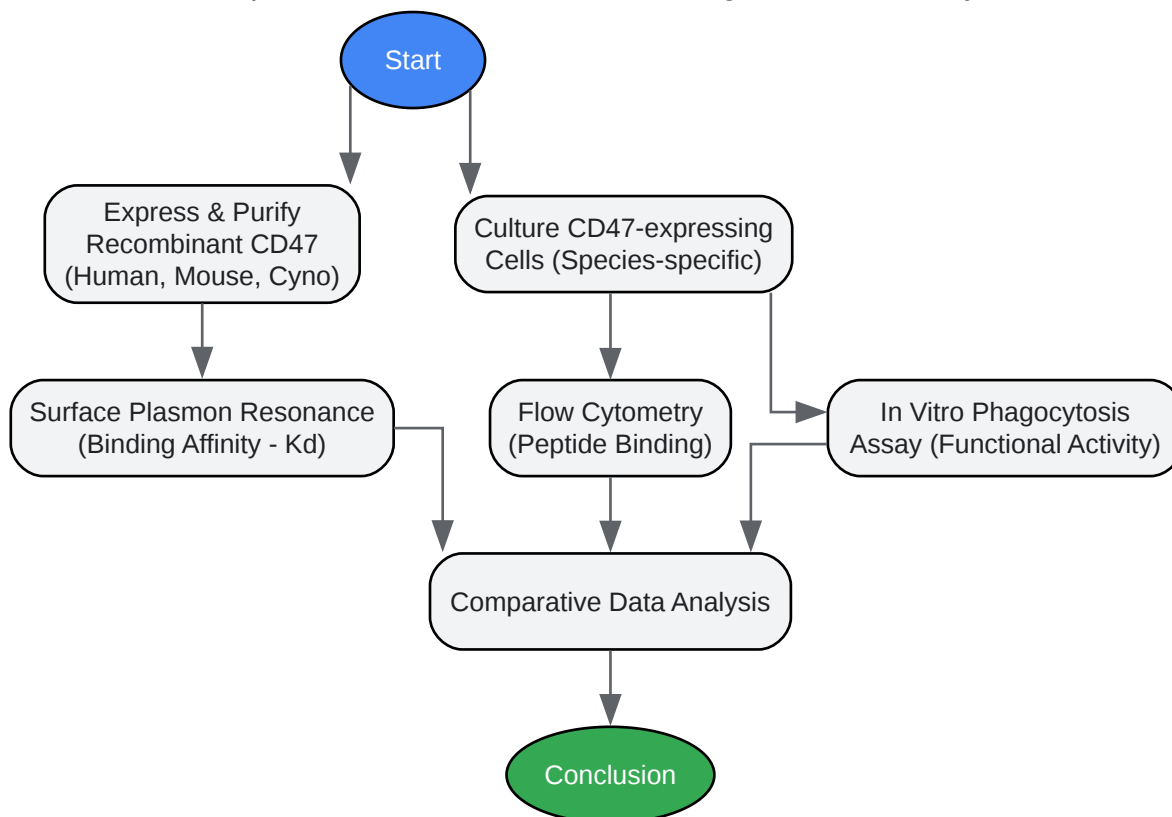 Start
Express & Purify
Recombinant CD47
(Human, Mouse, Cyno)
Culture CD47-expressing
Cells (Species-specific)
Surface Plasmon Resonance
(Binding Affinity - Kd)
Flow Cytometry
(Peptide Binding)
In Vitro Phagocytosis
Assay (Functional Activity)
Comparative Data Analysis
Conclusion